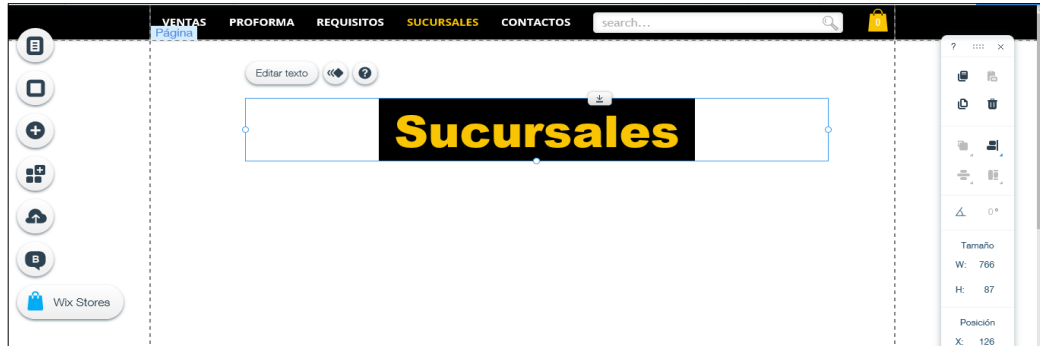 VENTAS PROFORMA REQUISITOS SUCURSALES CONTACTOS search... 0
Página
? ×
Editar texto ?
Sucursales
B
0°
Tamaño
W: 766
Wix Stores
H: 87
Posición
X: 126